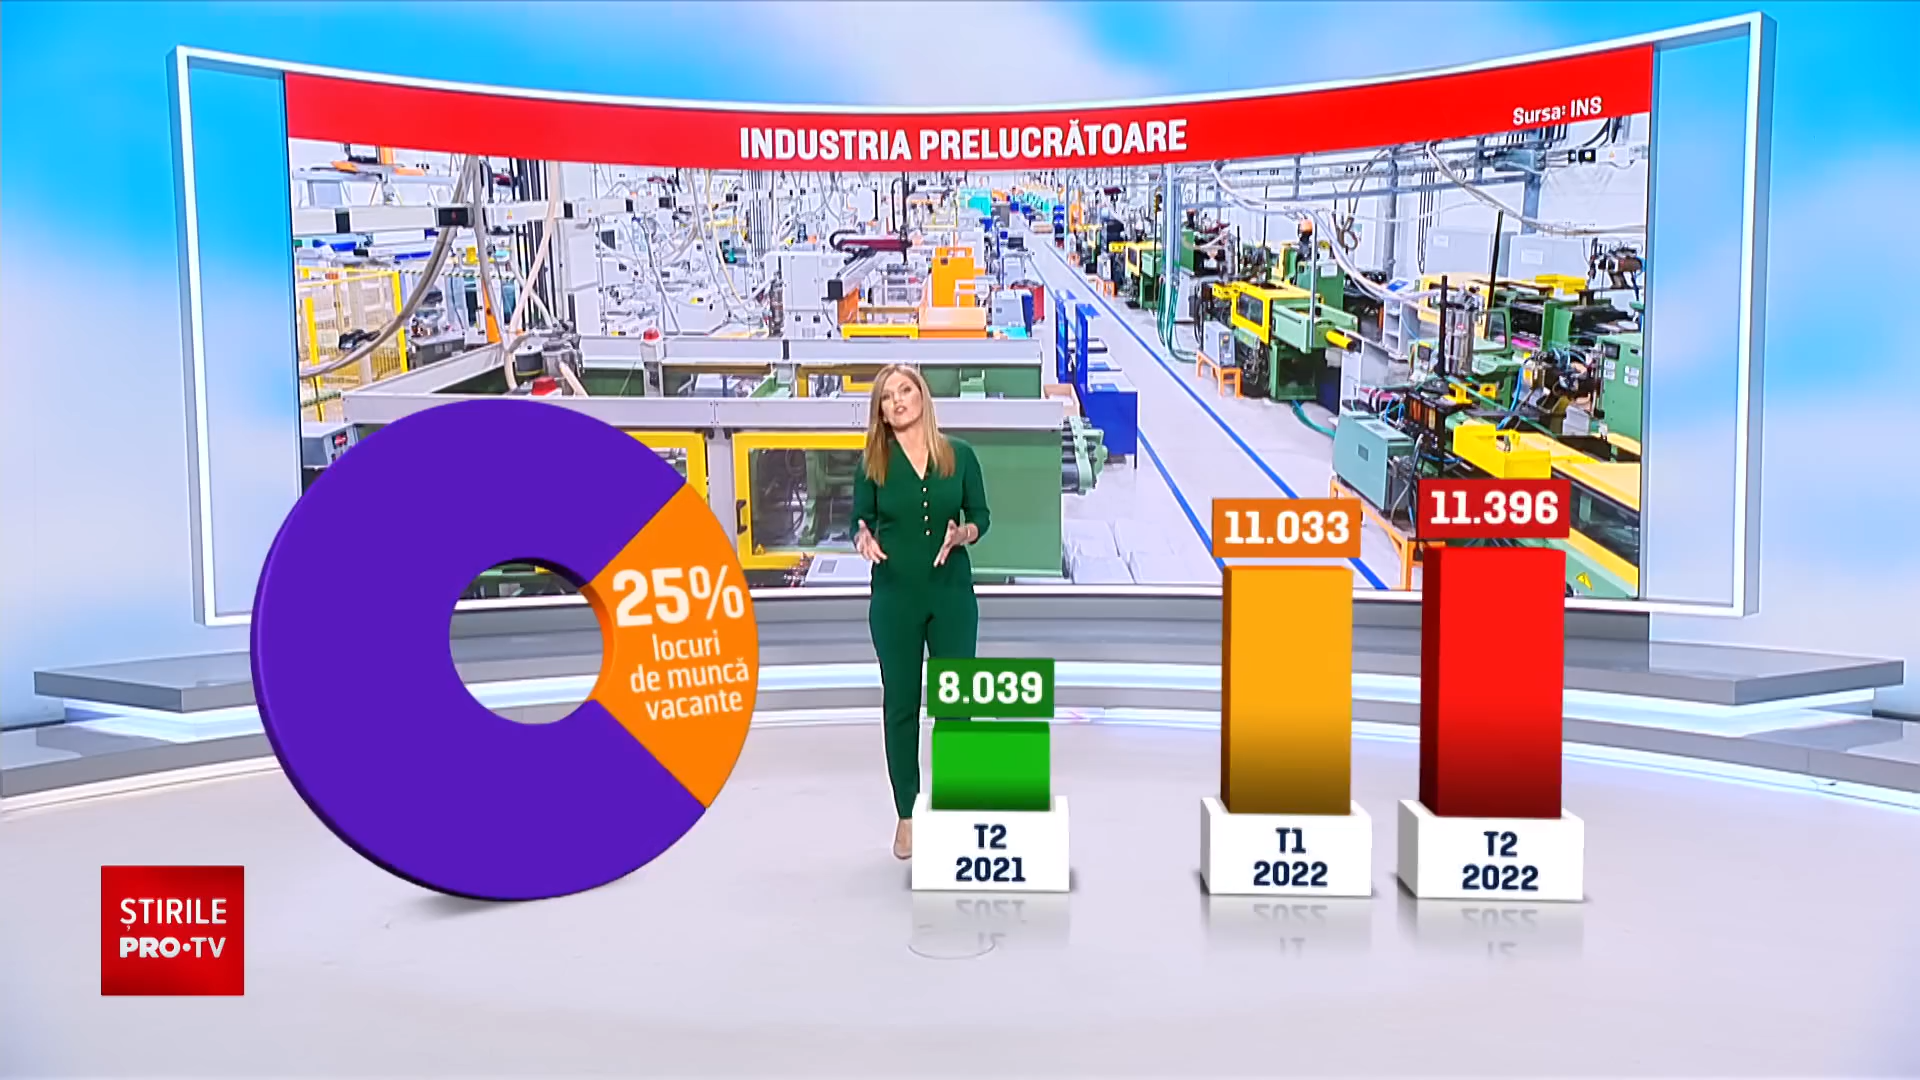 INDUSTRIA PRELUCRĂTOARE
Sursa: INS
25%
locuri
de muncă
vacante
8.039
11.033
11.396
T2
2021
T1
2022
T2
2022
ȘTIRILE
PRO•TV